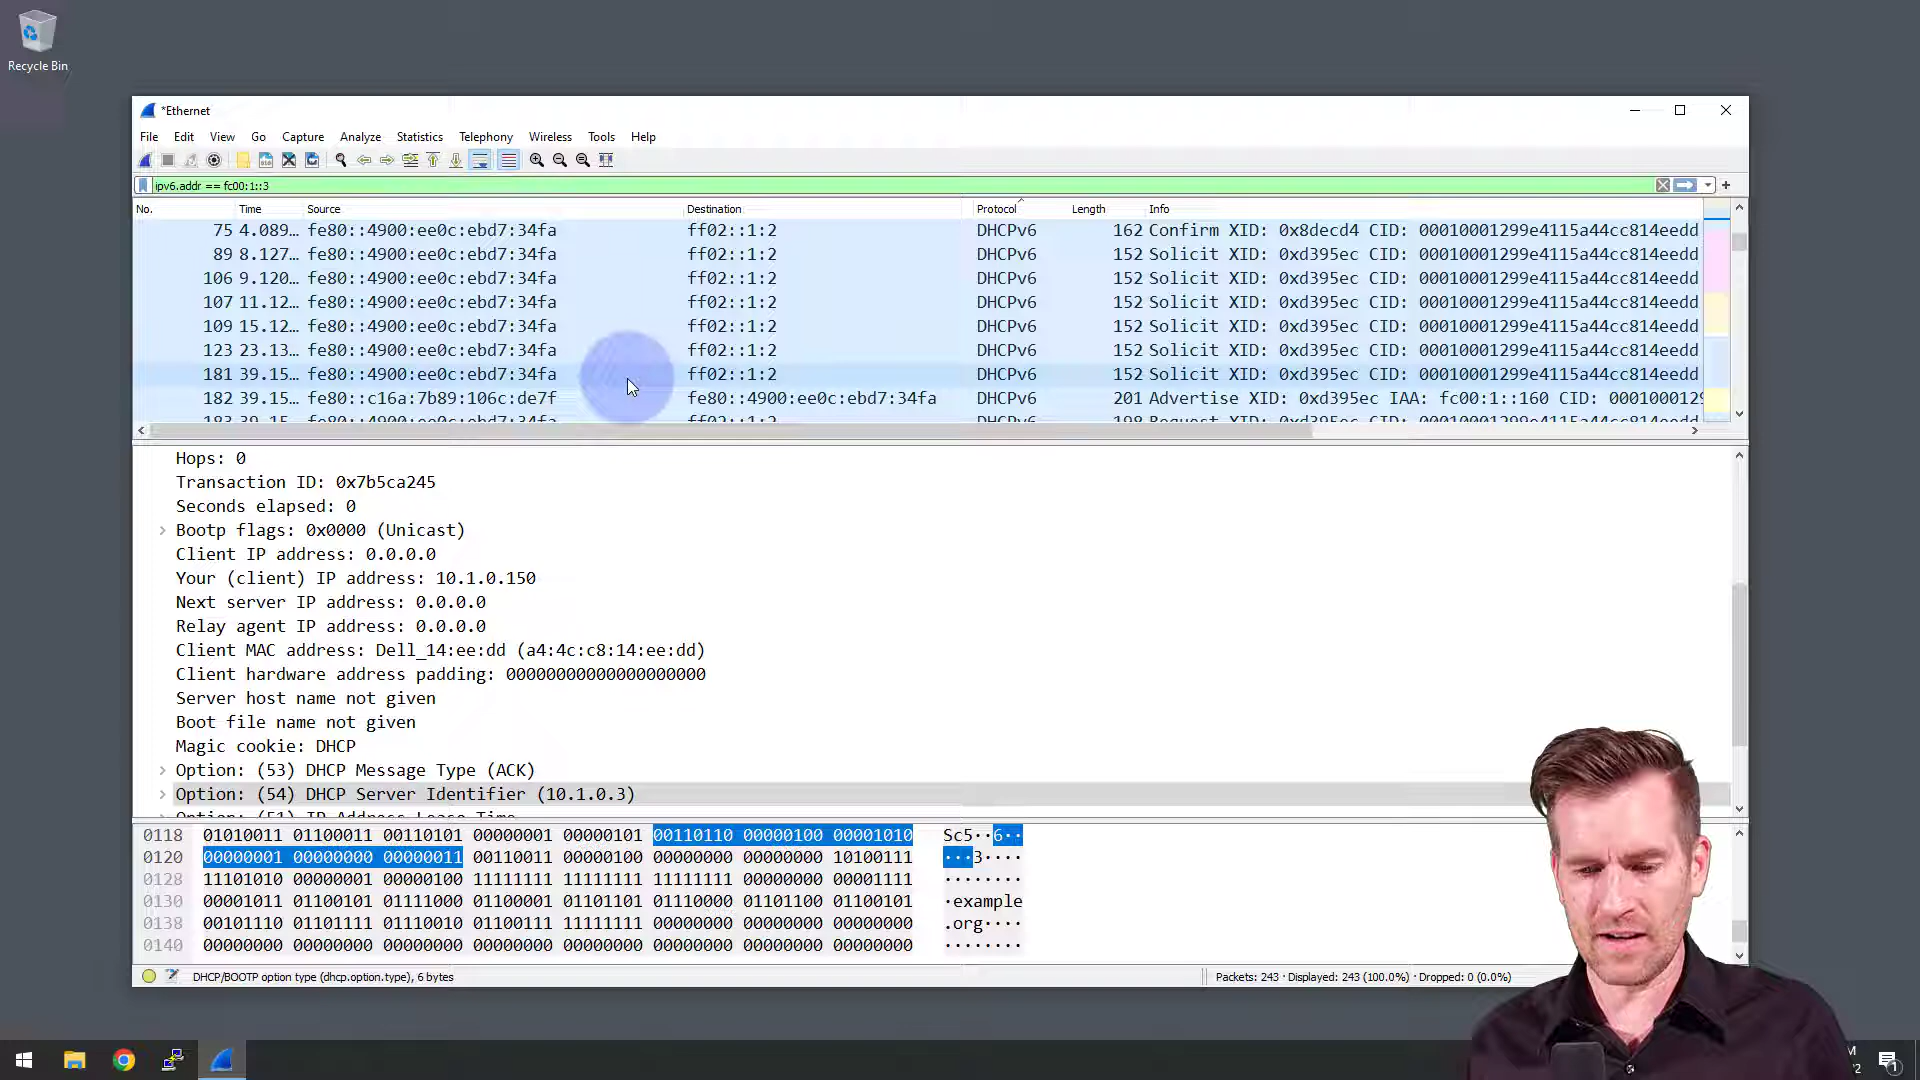 Recycle Bin
*Ethernet
File Edit View Go Capture Analyze Statistics Telephony Wireless Tools Help
ipv6.addr == fc00:1::3
No. Time Source Destination Protocol Length Info
75 4.089… fe80::4900:ee0c:ebd7:34fa ff02::1:2 DHCPv6 162 Confirm XID: 0x8decd4 CID: 00010001299e4115a44cc814eedd
89 8.127… fe80::4900:ee0c:ebd7:34fa ff02::1:2 DHCPv6 152 Solicit XID: 0xd395ec CID: 00010001299e4115a44cc814eedd
106 9.120… fe80::4900:ee0c:ebd7:34fa ff02::1:2 DHCPv6 152 Solicit XID: 0xd395ec CID: 00010001299e4115a44cc814eedd
107 11.12… fe80::4900:ee0c:ebd7:34fa ff02::1:2 DHCPv6 152 Solicit XID: 0xd395ec CID: 00010001299e4115a44cc814eedd
109 15.12… fe80::4900:ee0c:ebd7:34fa ff02::1:2 DHCPv6 152 Solicit XID: 0xd395ec CID: 00010001299e4115a44cc814eedd
123 23.13… fe80::4900:ee0c:ebd7:34fa ff02::1:2 DHCPv6 152 Solicit XID: 0xd395ec CID: 00010001299e4115a44cc814eedd
181 39.15… fe80::4900:ee0c:ebd7:34fa ff02::1:2 DHCPv6 152 Solicit XID: 0xd395ec CID: 00010001299e4115a44cc814eedd
182 39.15… fe80::c16a:7b89:106c:de7f fe80::4900:ee0c:ebd7:34fa DHCPv6 201 Advertise XID: 0xd395ec IAA: fc00:1::160 CID: 000100012
Hops: 0
Transaction ID: 0x7b5ca245
Seconds elapsed: 0
Bootp flags: 0x0000 (Unicast)
Client IP address: 0.0.0.0
Your (client) IP address: 10.1.0.150
Next server IP address: 0.0.0.0
Relay agent IP address: 0.0.0.0
Client MAC address: Dell_14:ee:dd (a4:4c:c8:14:ee:dd)
Client hardware address padding: 00000000000000000000
Server host name not given
Boot file name not given
Magic cookie: DHCP
Option: (53) DHCP Message Type (ACK)
Option: (54) DHCP Server Identifier (10.1.0.3)
0118 01010011 01100011 00110101 00000001 00000101 00110110 00000100 00001010 Sc5··6··
0120 00000001 00000000 00000011 00110011 00000100 00000000 00000000 10100111 ···3····
0128 11101010 00000001 00000100 11111111 11111111 11111111 00000000 00001111 ········
0130 00001011 01100101 01111000 01100001 01101101 01110000 01101100 01100101 ·example
0138 00101110 01101111 01110010 01100111 11111111 00000000 00000000 00000000 .org····
0140 00000000 00000000 00000000 00000000 00000000 00000000 00000000 00000000 ········
DHCP/BOOTP option type (dhcp.option.type), 6 bytes
Packets: 243 · Displayed: 243 (100.0%) · Dropped: 0 (0.0%)